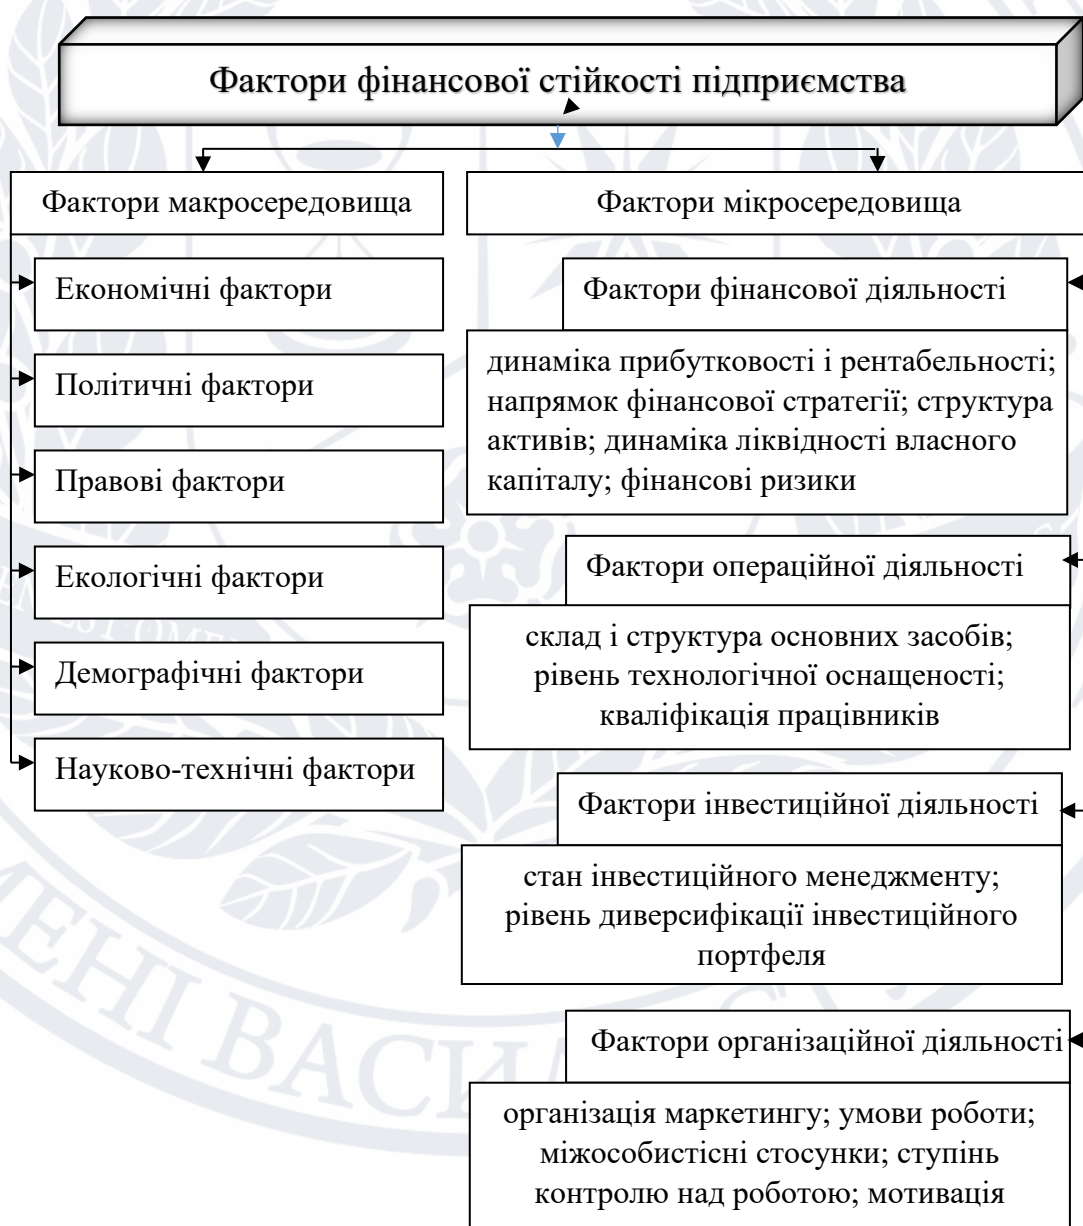 Фактори фінансової стійкості підприємства
Фактори макросередовища
Економічні фактори
Політичні фактори
Правові фактори
Екологічні фактори
Демографічні фактори
Науково-технічні фактори
Фактори мікросередовища
Фактори фінансової діяльності
динаміка прибутковості і рентабельності;
напрямок фінансової стратегії; структура
активів; динаміка ліквідності власного
капіталу; фінансові ризики
Фактори операційної діяльності
склад і структура основних засобів;
рівень технологічної оснащеності;
кваліфікація працівників
Фактори інвестиційної діяльності
стан інвестиційного менеджменту;
рівень диверсифікації інвестиційного
портфеля
Фактори організаційної діяльності
організація маркетингу; умови роботи;
міжособистісні стосунки; ступінь
контролю над роботою; мотивація